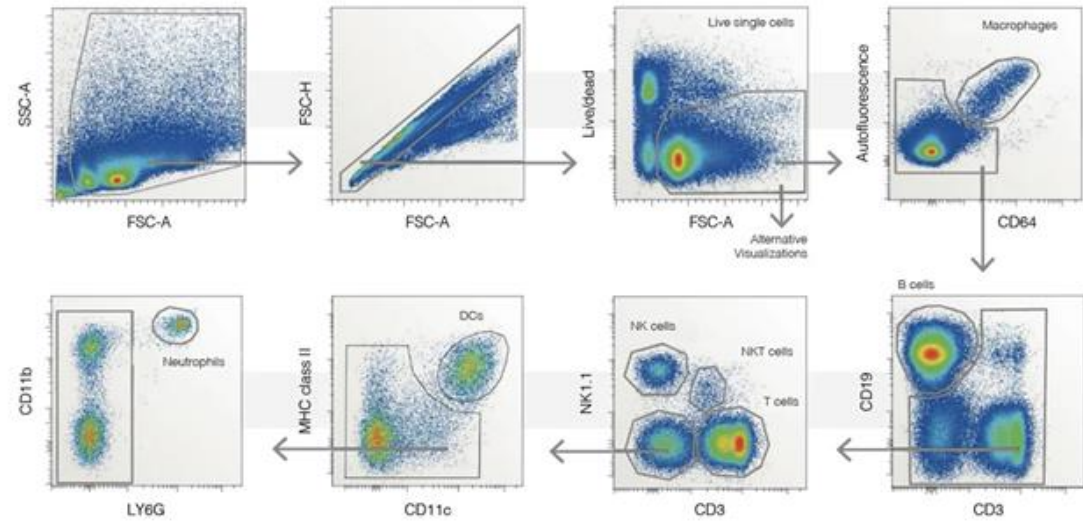 SSC-A
FSC-A
FSC-H
FSC-A
Live/dead
Live single cells
FSC-A
Alternative
Visualizations
Autofluorescence
Macrophages
CD64
CD11b
Neutrophils
LY6G
MHC class II
DCs
CD11c
NK1.1
NK cells
NKT cells
T cells
CD3
B cells
CD19
CD3